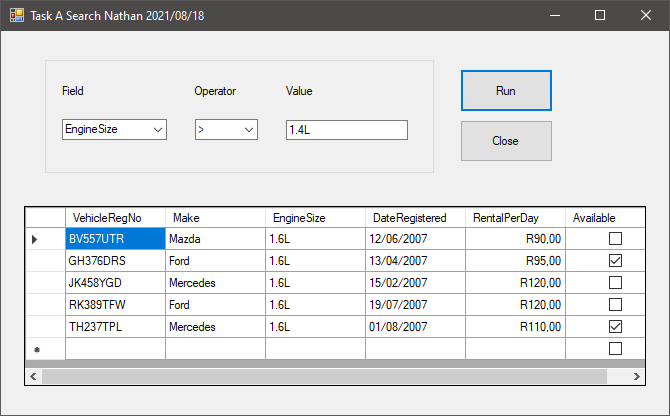 Task A Search Nathan 2021/08/18
Field Operator Value
Run
EngineSize > 1.4L
Close
VehicleRegNo Make EngineSize DateRegistered RentalPerDay Available
BV557UTR Mazda 1.6L 12/06/2007 R90,00
GH376DRS Ford 1.6L 13/04/2007 R95,00
JK458YGD Mercedes 1.6L 15/02/2007 R120,00
RK389TFW Ford 1.6L 19/07/2007 R120,00
TH237TPL Mercedes 1.6L 01/08/2007 R110,00